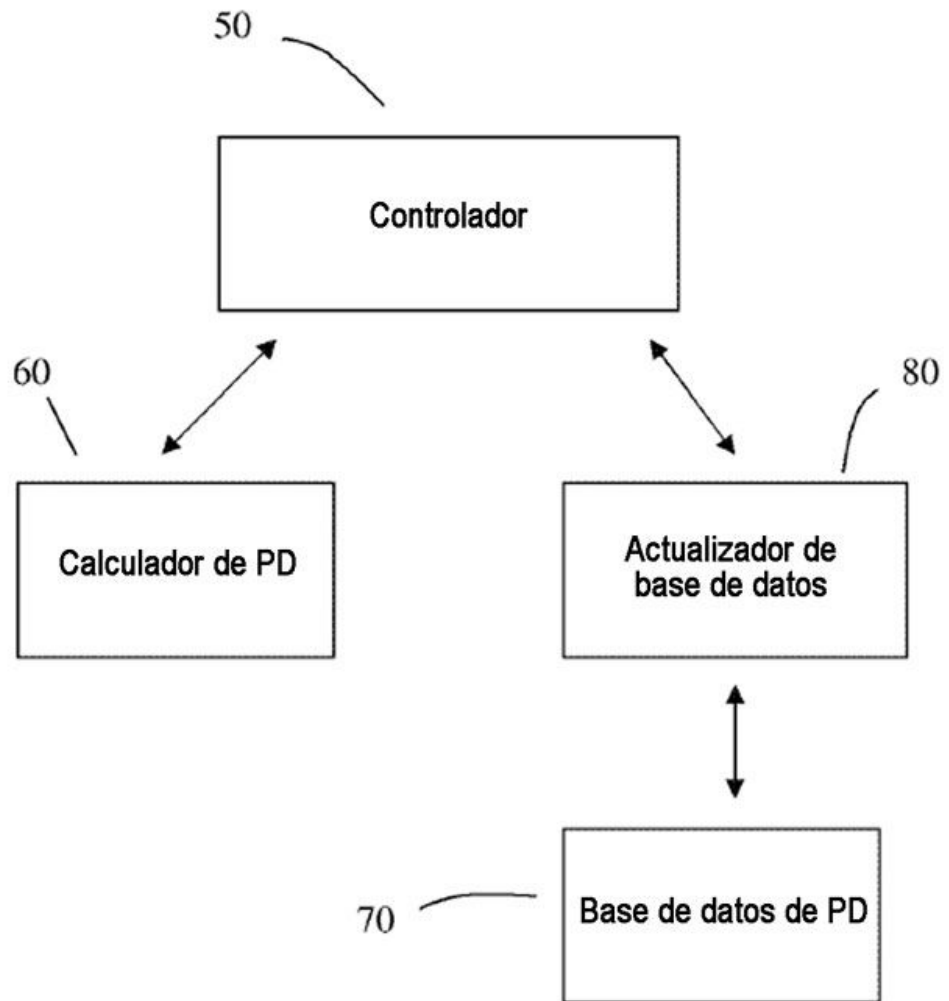 50
Controlador
60
80
Calculador de PD
Actualizador de
base de datos
70
Base de datos de PD